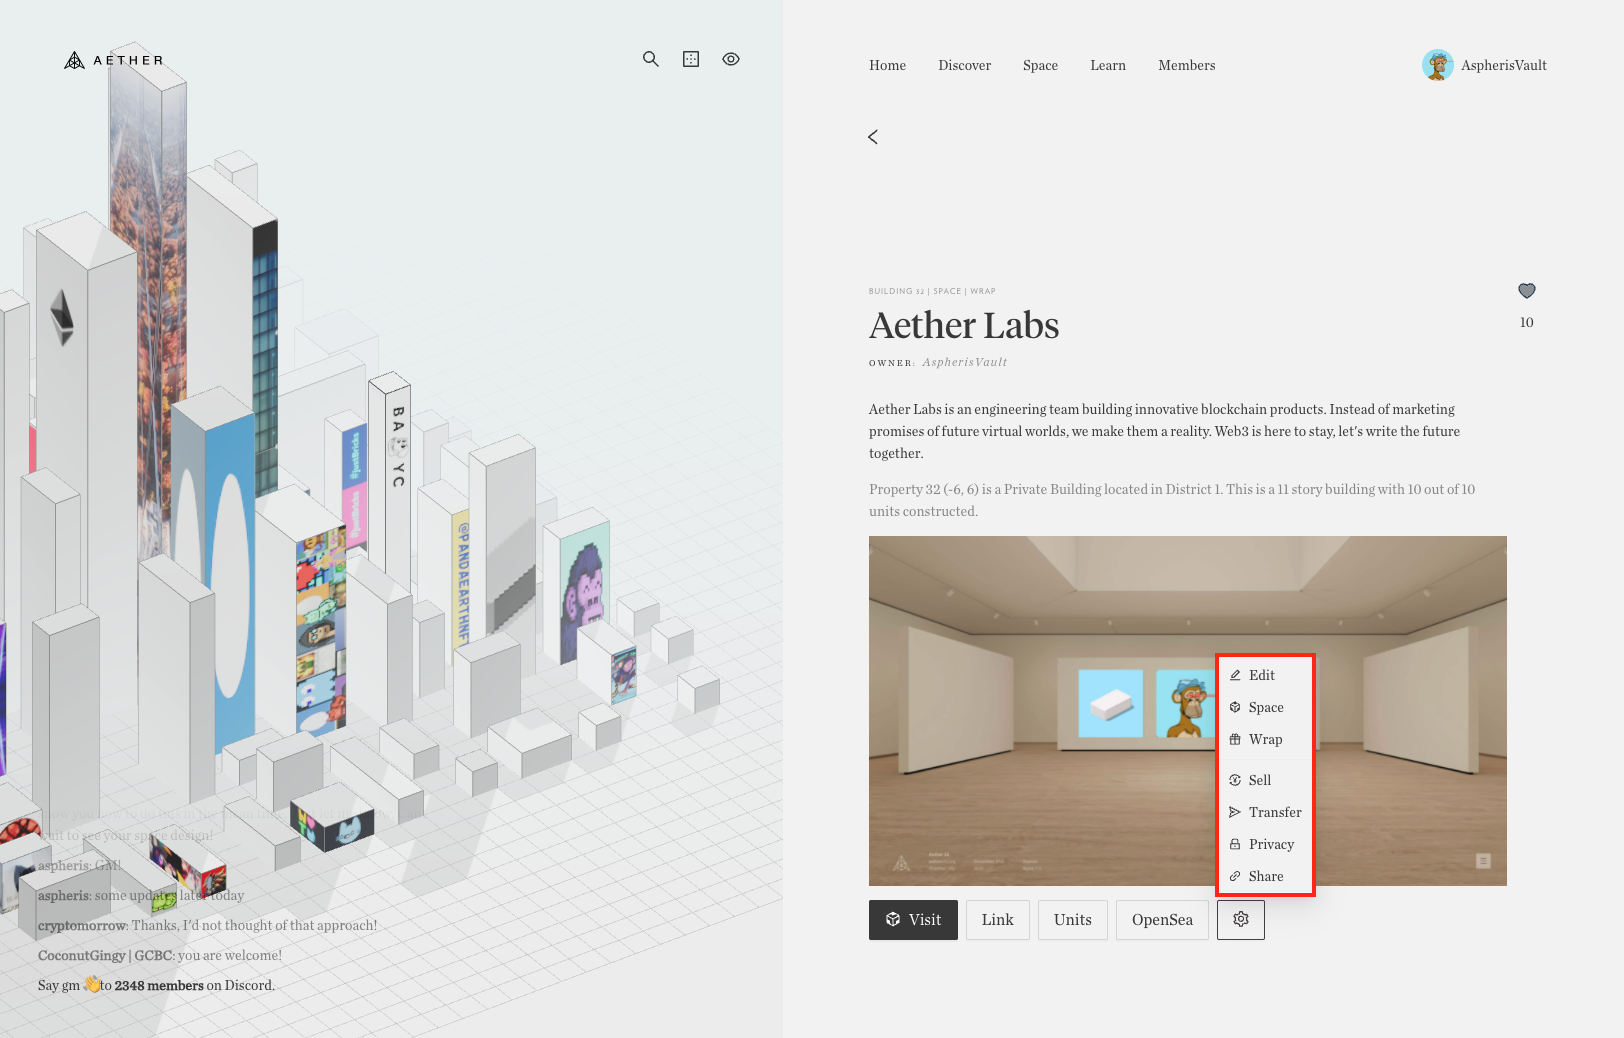 AETHER
Home
Discover
Space
Learn
Members
AspherisVault
BUILDING 32 | SPACE | WRAP
Aether Labs
10
OWNER: AspherisVault
Aether Labs is an engineering team building innovative blockchain products. Instead of marketing
promises of future virtual worlds, we make them a reality. Web3 is here to stay, let's write the future
together.
Property 32 (-6, 6) is a Private Building located in District 1. This is a 11 story building with 10 out of 10
units constructed.
Edit
Space
Wrap
Sell
Transfer
Privacy
Share
Visit
Link
Units
OpenSea
BA YC
#JustBricks
#JustBricks
@PANDAEARTHNF
to see your space design!
aspheris: GM!
aspheris: some updates later today
cryptomorrow: Thanks, I'd not thought of that approach!
CoconutGingy | GCBC: you are welcome!
Say gm 👋 to 2348 members on Discord.